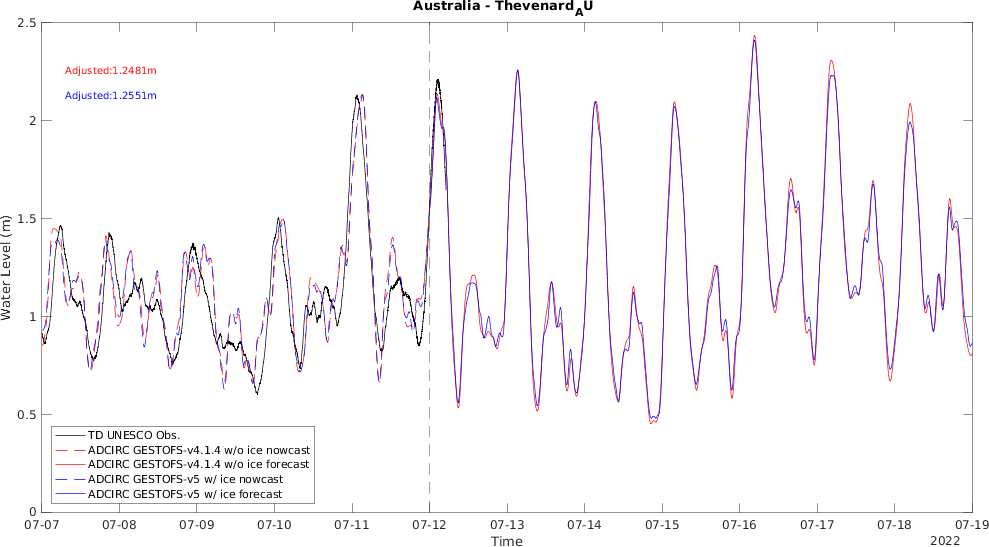 Australia - ThevenardAU
2.5
2
1.5
1
0.5
0
Water Level (m)
Adjusted:1.2481m
Adjusted:1.2551m
TD UNESCO Obs.
ADCIRC GESTOFS-v4.1.4 w/o ice nowcast
ADCIRC GESTOFS-v4.1.4 w/o ice forecast
ADCIRC GESTOFS-v5 w/ ice nowcast
ADCIRC GESTOFS-v5 w/ ice forecast
07-07 07-08 07-09 07-10 07-11 07-12 07-13 07-14 07-15 07-16 07-17 07-18 07-19
Time
2022